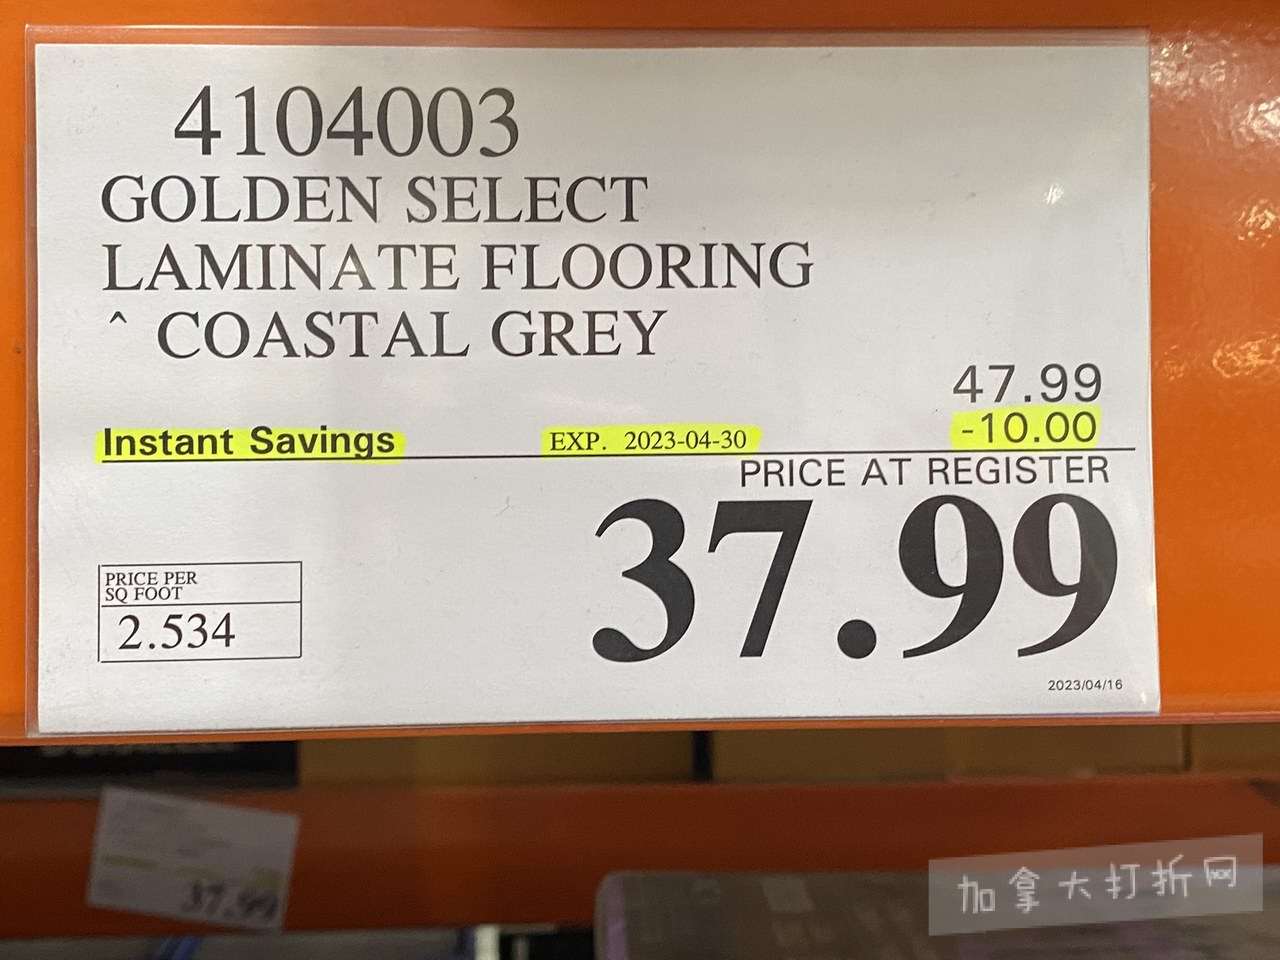 4104003
GOLDEN SELECT
LAMINATE FLOORING
^ COASTAL GREY
47.99
Instant Savings EXP. 2023-04-30 -10.00
PRICE AT REGISTER
37.99
PRICE PER
SQ FOOT
2.534
2023/04/16
37.99
加拿大打折网